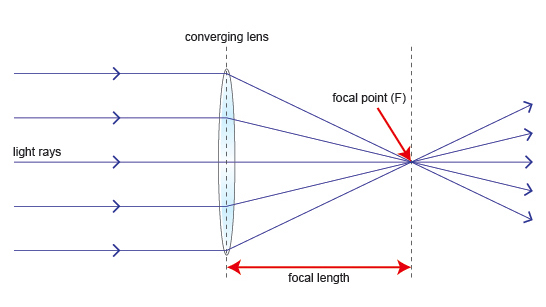 converging lens
focal point (F)
light rays
focal length